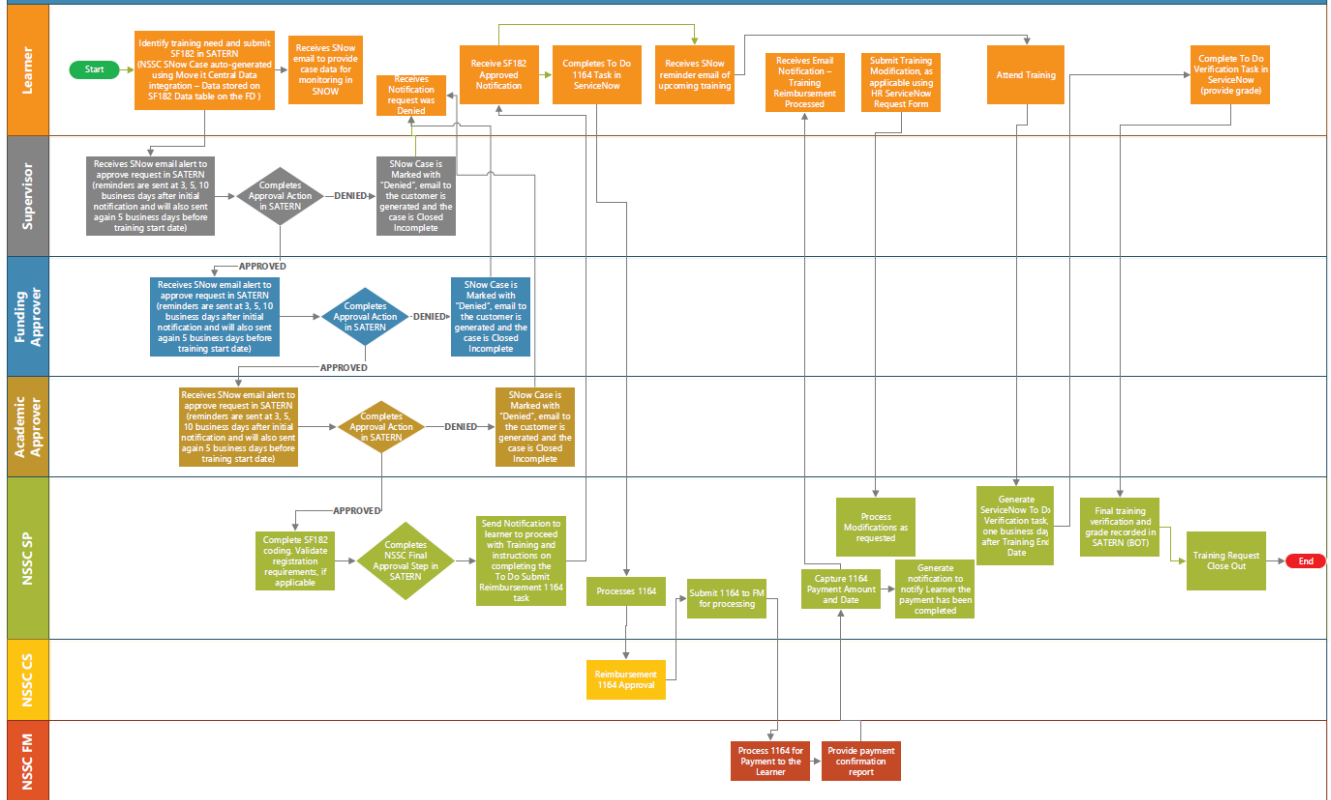 Learner
Start
Identify training need and submit
SF182 in SATERN
(NSSC SNow Case auto-generated
using Move it Central Data
integration – Data stored on
SF182 Data table on the FD )
Receives SNow
email to provide
case data for
monitoring in
SNOW
Receives
Notification
request was
Denied
Receive SF182
Approved
Notification
Completes To Do
1164 Task in
ServiceNow
Receives SNow
reminder email of
upcoming training
Receives Email
Notification –
Training
Reimbursement
Processed
Submit Training
Modification, as
applicable using
HR ServiceNow
Request Form
Attend Training
Complete To Do
Verification Task in
ServiceNow
(provide grade)
Supervisor
Receives SNow email alert to
approve request in SATERN
(reminders are sent at 3, 5, 10
business days after initial
notification and will also sent
again 5 business days before
training start date)
Completes
Approval Action
in SATERN
DENIED
SNow Case is
Marked with
"Denied", email to
the customer is
generated and the
case is Closed
Incomplete
APPROVED
Funding
Approver
Receives SNow email alert to
approve request in SATERN
(reminders are sent at 3, 5, 10
business days after initial
notification and will also sent
again 5 business days before
training start date)
Completes
Approval Action
in SATERN
DENIED
SNow Case is
Marked with
"Denied", email to
the customer is
generated and the
case is Closed
Incomplete
APPROVED
Academic
Approver
Receives SNow email alert to
approve request in SATERN
(reminders are sent at 3, 5,
10 business days after initial
notification and will also sent
again 5 business days before
training start date)
Completes
Approval Action
in SATERN
DENIED
SNow Case is
Marked with
"Denied", email to
the customer is
generated and the
case is Closed
Incomplete
APPROVED
NSSC SP
Complete SF182
coding. Validate
registration
requirements, if
applicable
Completes
NSSC Final
Approval Step in
SATERN
Send Notification to
learner to proceed
with Training and
instructions on
completing the
To Do Submit
Reimbursement 1164
task
Processes 1164
Submit 1164 to FM
for processing
Process
Modifications as
requested
Capture 1164
Payment Amount
and Date
Generate
notification to
notify Learner the
payment has been
completed
Generate
ServiceNow To Do
Verification task,
one business day
after Training End
Date
Final training
verification and
grade recorded in
SATERN (BOT)
Training Request
Close Out
End
NSSC CS
Reimbursement
1164 Approval
NSSC FM
Process 1164 for
Payment to the
Learner
Provide payment
confirmation
report